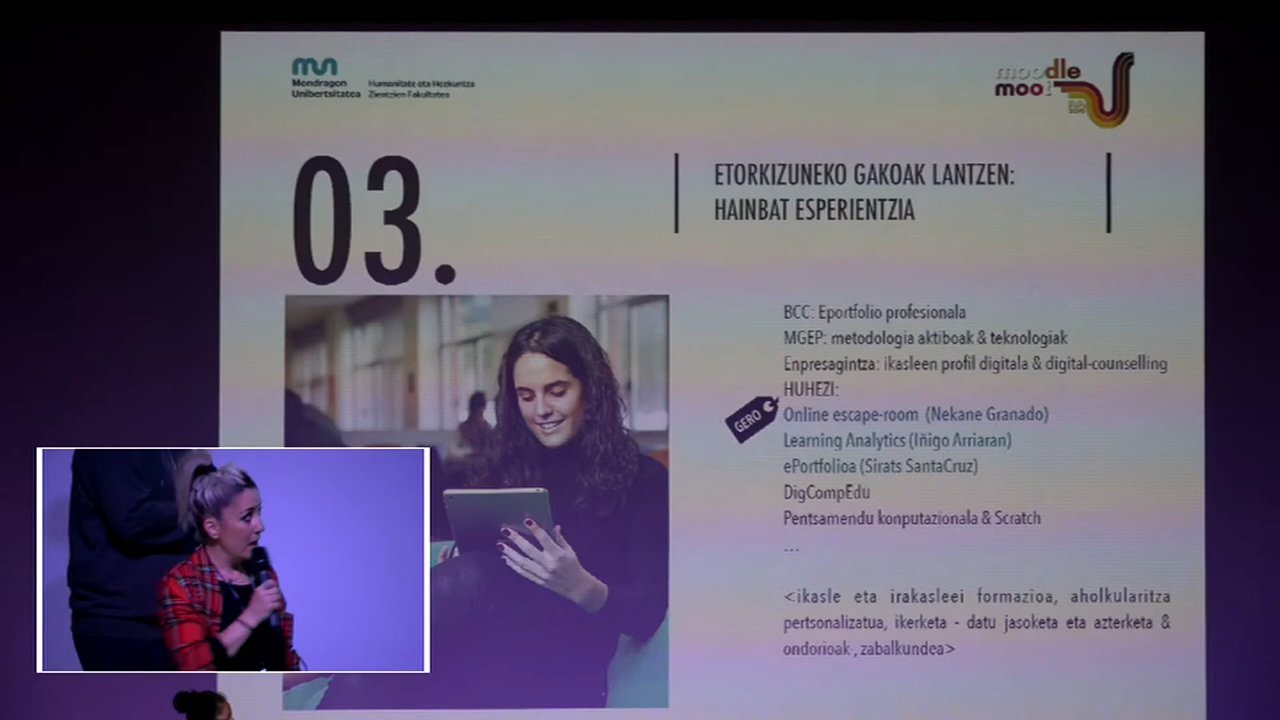 Mondragon
Unibertsitatea
Humanitate eta Hezkuntza
Zientzien Fakultatea
moodle
moot
03.
ETORKIZUNEKO GAKOAK LANTZEN:
HAINBAT ESPERIENTZIA
BCC: Eportfolio profesionala
MGEP: metodologia aktiboak & teknologiak
Enpresagintza: ikasleen profil digitala & digital-counselling
HUHEZI:
GERO
Online escape-room (Nekane Granado)
Learning Analytics (Iñigo Arriaran)
ePortfolioa (Sirats SantaCruz)
DigCompEdu
Pentsamendu konputazionala & Scratch
...
<ikasle eta irakasleei formazioa, aholkularitza
pertsonalizatua, ikerketa - datu jasoketa eta azterketa &
ondorioak, zabalkundea>